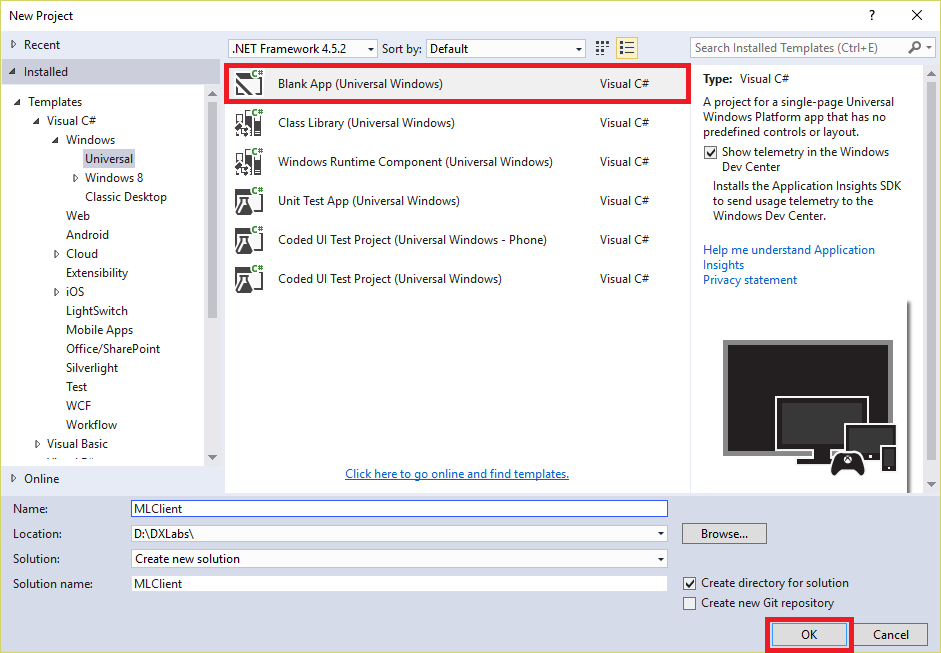 New Project
?
Recent
.NET Framework 4.5.2
Sort by:
Default
Search Installed Templates (Ctrl+E)
Installed
Templates
Visual C#
Windows
Universal
Windows 8
Classic Desktop
Web
Android
Cloud
Extensibility
iOS
LightSwitch
Mobile Apps
Office/SharePoint
Silverlight
Test
WCF
Workflow
Visual Basic
Online
C# Blank App (Universal Windows) Visual C#
C# Class Library (Universal Windows) Visual C#
C# Windows Runtime Component (Universal Windows) Visual C#
C# Unit Test App (Universal Windows) Visual C#
C# Coded UI Test Project (Universal Windows - Phone) Visual C#
C# Coded UI Test Project (Universal Windows) Visual C#
Click here to go online and find templates.
Type: Visual C#
A project for a single-page Universal
Windows Platform app that has no
predefined controls or layout.
Show telemetry in the Windows
Dev Center
Installs the Application Insights SDK
to send usage telemetry to the
Windows Dev Center.
Help me understand Application
Insights
Privacy statement
Name: MLClient
Location: D:\DXLabs\
Browse...
Solution: Create new solution
Solution name: MLClient
Create directory for solution
Create new Git repository
OK
Cancel